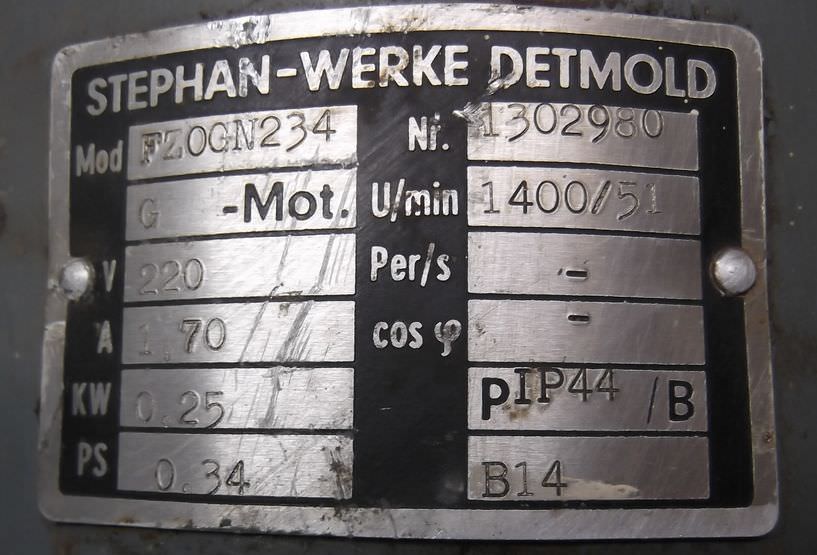 STEPHAN-WERKE DETMOLD
Mod FZOGN234 Nr. 1302980
G -Mot. U/min 1400/51
V 220 Per/s -
A 1,70 cos φ -
KW 0.25 PIP44 /B
PS 0.34 B14